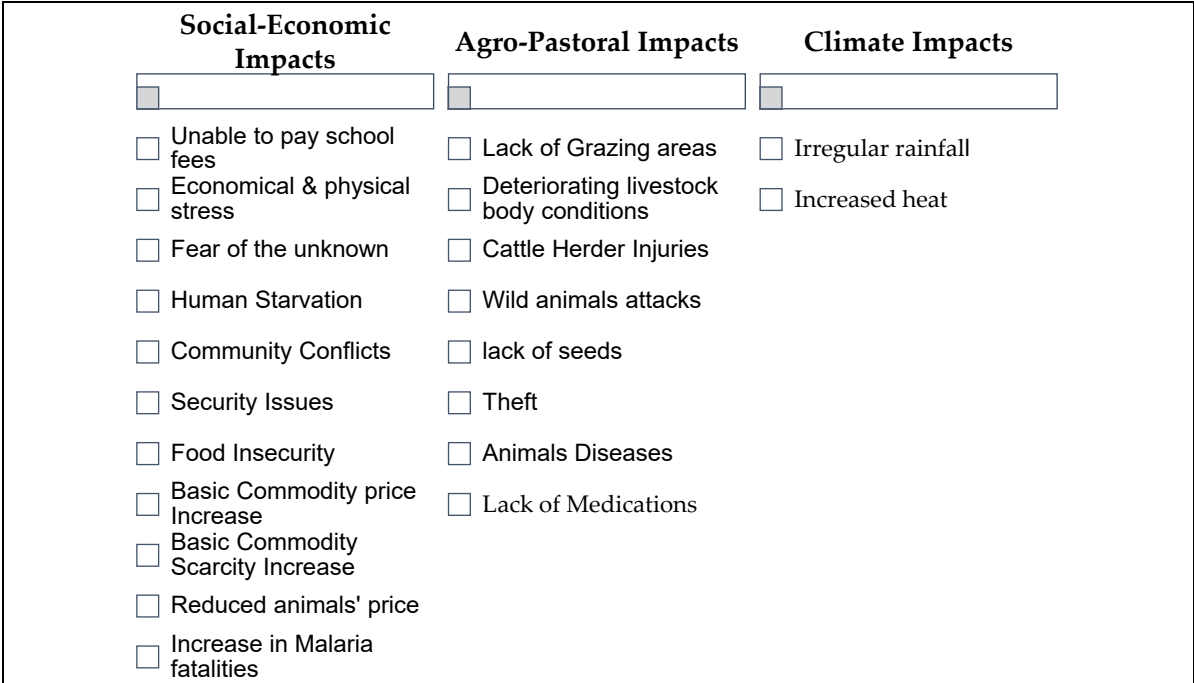 Social-Economic
Impacts
Agro-Pastoral Impacts
Climate Impacts
Unable to pay school
fees
Economical & physical
stress
Fear of the unknown
Human Starvation
Community Conflicts
Security Issues
Food Insecurity
Basic Commodity price
Increase
Basic Commodity
Scarcity Increase
Reduced animals' price
Increase in Malaria
fatalities
Lack of Grazing areas
Deteriorating livestock
body conditions
Cattle Herder Injuries
Wild animals attacks
lack of seeds
Theft
Animals Diseases
Lack of Medications
Irregular rainfall
Increased heat